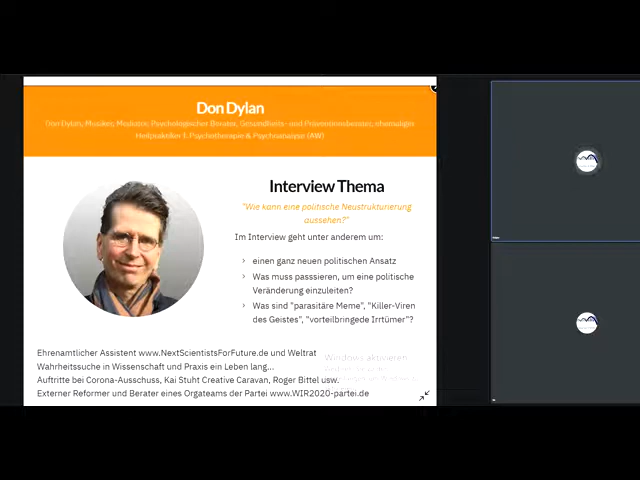 Don Dylan
Don Dylan, Musiker, Mediator, Psychologischer Berater, Gesundheits- und Präventionsberater, ehemaliger
Heilpraktiker f. Psychotherapie & Psychoanalyse (AW)
Interview Thema
"Wie kann eine politische Neustrukturierung
aussehen?"
Im Interview geht unter anderem um:
› einen ganz neuen politischen Ansatz
› Was muss passsieren, um eine politische
Veränderung einzuleiten?
› Was sind "parasitäre Meme", "Killer-Viren
des Geistes", "vorteilbringede Irrtümer"?
Ehrenamtlicher Assistent www.NextScientistsForFuture.de und Weltrat
Wahrheitssuche in Wissenschaft und Praxis ein Leben lang...
Auftritte bei Corona-Ausschuss, Kai Stuht Creative Caravan, Roger Bittel usw.
Externer Reformer und Berater eines Orgateams der Partei www.WIR2020-partei.de
Windows aktivieren